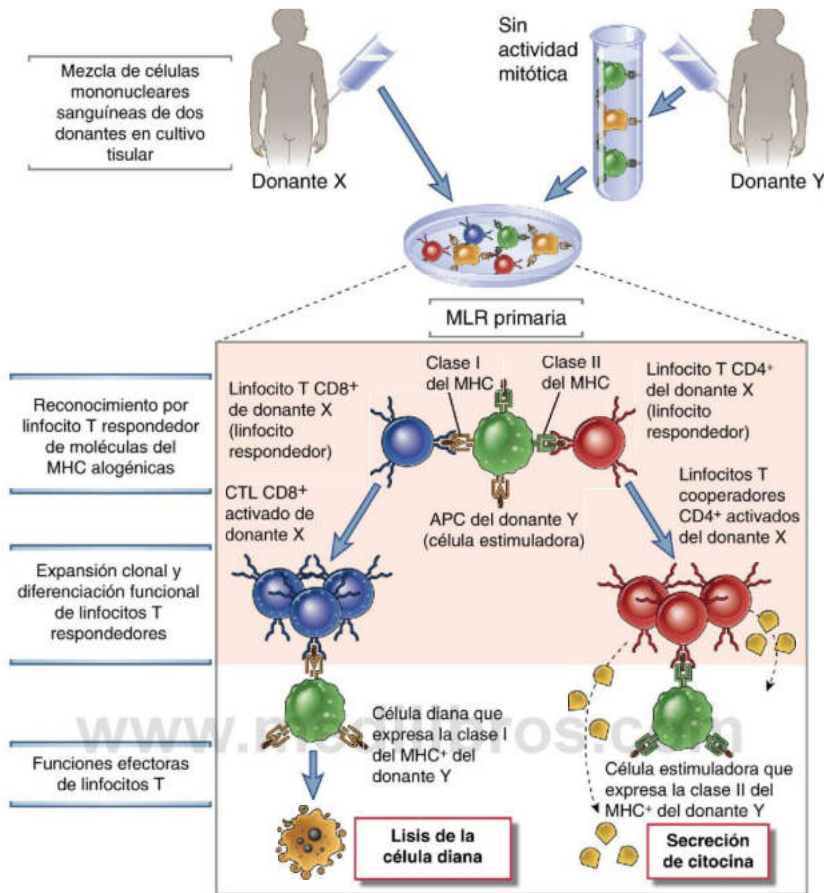 Mezcla de células
mononucleares
sanguíneas de dos
donantes en cultivo
tisular
Donante X
Sin
actividad
mitótica
Donante Y
MLR primaria
Reconocimiento por
linfocito T respondedor
de moléculas del
MHC alogénicas
Linfocito T CD8+
de donante X
(linfocito
respondedor)
Clase I
del MHC
Clase II
del MHC
Linfocito T CD4+
del donante X
(linfocito
respondedor)
CTL CD8+
activado de
donante X
APC del donante Y
(célula estimuladora)
Linfocitos T
cooperadores
CD4+ activados
del donante X
Expansión clonal y
diferenciación funcional
de linfocitos T
respondedores
Funciones efectoras
de linfocitos T
Célula diana que
expresa la clase I
del MHC+ del
donante Y
Célula estimuladora que
expresa la clase II del
MHC+ del donante Y
Lisis de la
célula diana
Secreción
de citocina